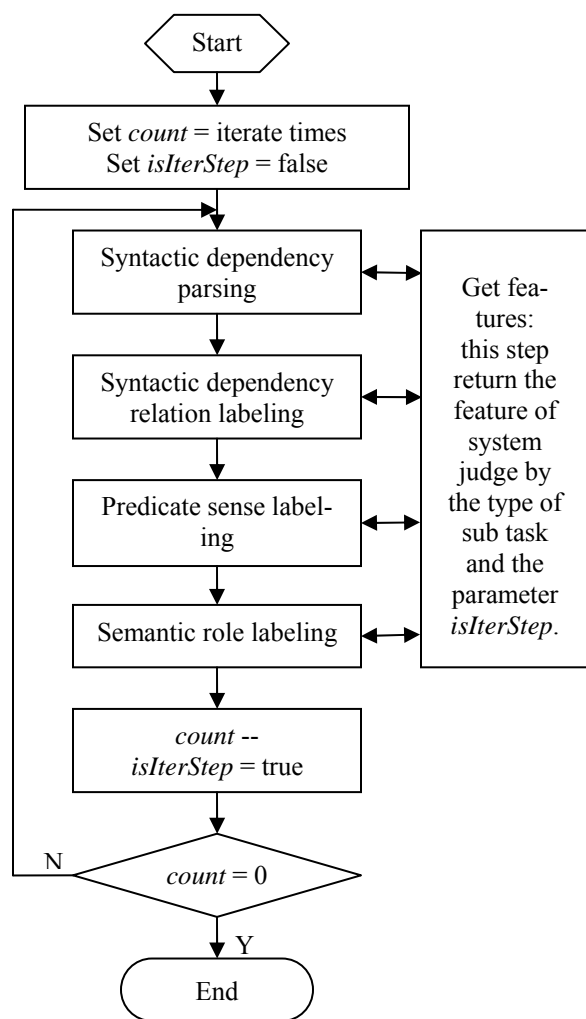 Start
Set count = iterate times
Set isIterStep = false
Syntactic dependency
parsing
Syntactic dependency
relation labeling
Predicate sense label-
ing
Semantic role labeling
Get fea-
tures:
this step
return the
feature of
system
judge by
the type of
sub task
and the
parameter
isIterStep.
count --
isIterStep = true
N
count = 0
Y
End